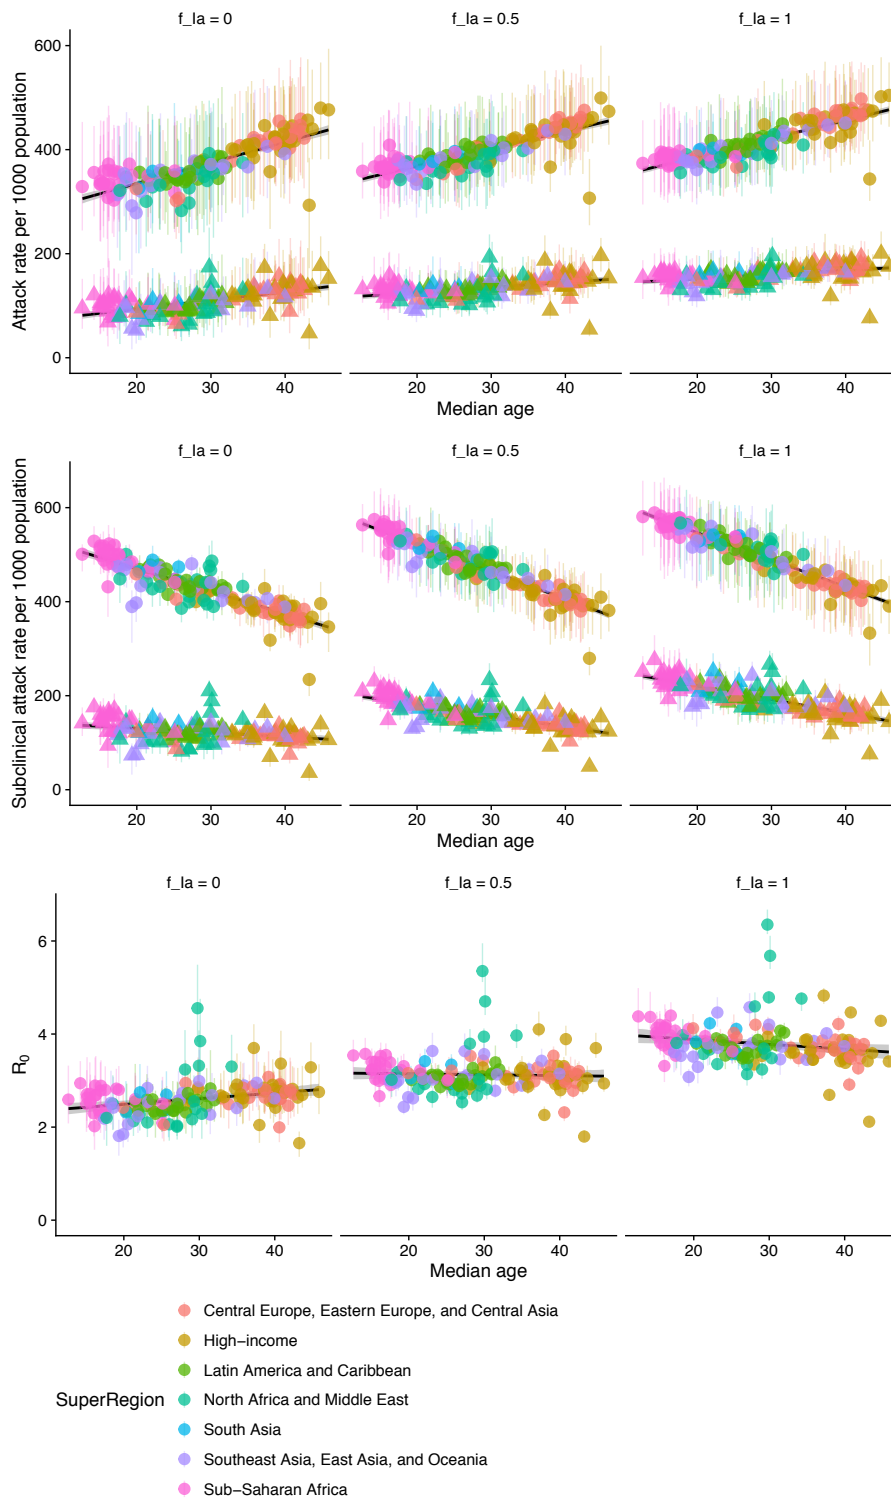 f_Ia = 0 f_Ia = 0.5 f_Ia = 1
Attack rate per 1000 population
600
400
200
0
20 30 40 20 30 40 20 30 40
Median age
f_Ia = 0 f_Ia = 0.5 f_Ia = 1
Subclinical attack rate per 1000 population
600
400
200
0
20 30 40 20 30 40 20 30 40
Median age
f_Ia = 0 f_Ia = 0.5 f_Ia = 1
R0
6
4
2
0
20 30 40 20 30 40 20 30 40
Median age
SuperRegion
Central Europe, Eastern Europe, and Central Asia
High−income
Latin America and Caribbean
North Africa and Middle East
South Asia
Southeast Asia, East Asia, and Oceania
Sub−Saharan Africa